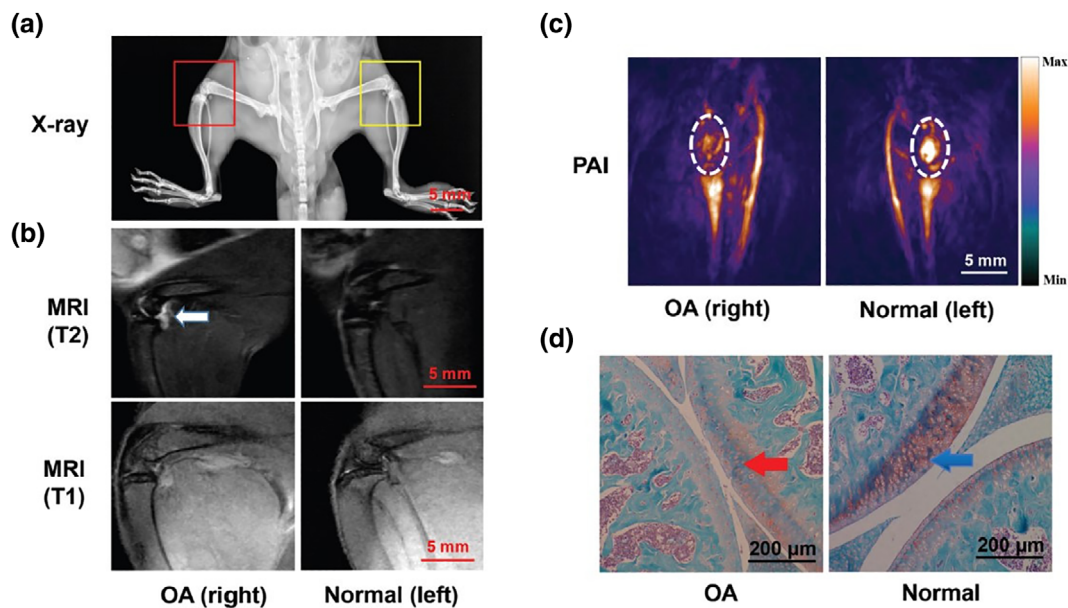 (a)
X-ray
5 mm
(b)
MRI
(T2)
5 mm
MRI
(T1)
5 mm
OA (right)
Normal (left)
(c)
PAI
Max
Min
5 mm
OA (right)
Normal (left)
(d)
200 µm
200 µm
OA
Normal